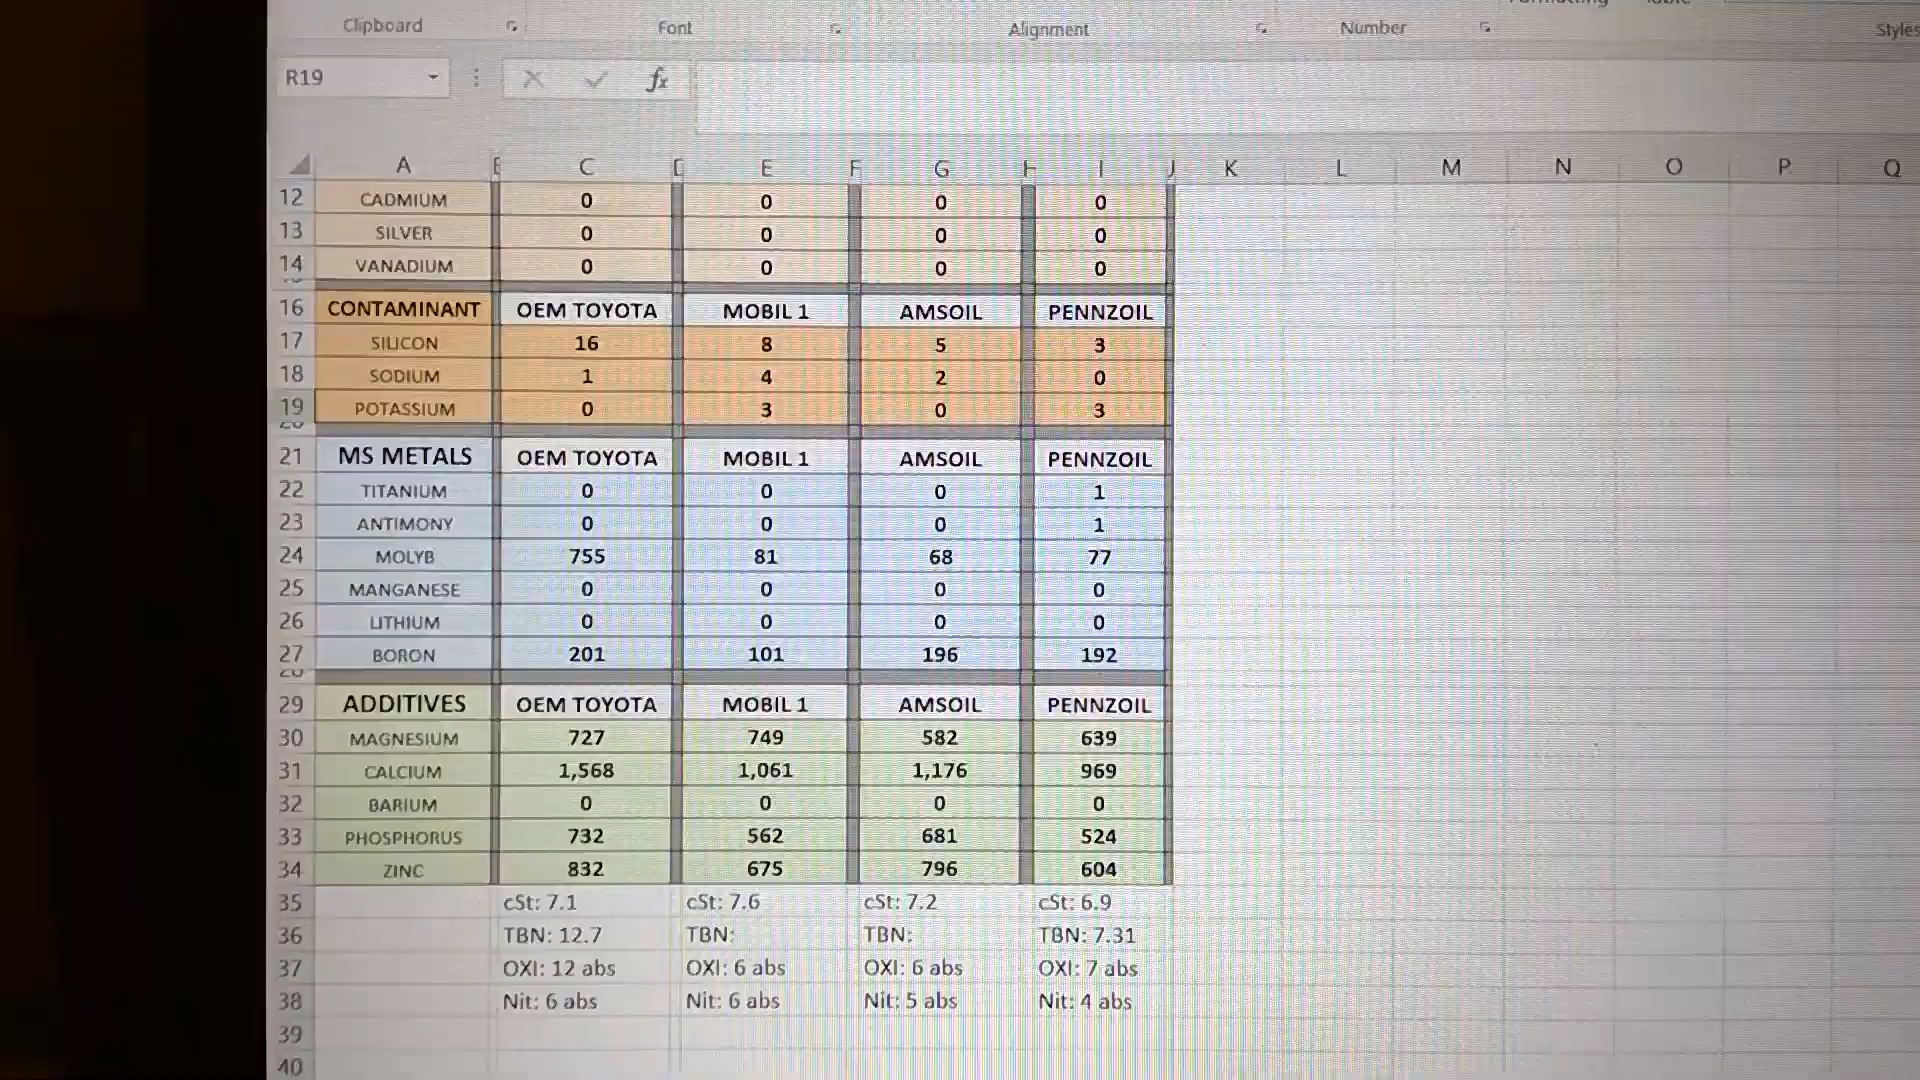 Clipboard Font Alignment Number Styles
R19 fx
A C E F G H I J K L M N O P Q
12 CADMIUM 0 0 0 0
13 SILVER 0 0 0 0
14 VANADIUM 0 0 0 0
16 CONTAMINANT OEM TOYOTA MOBIL 1 AMSOIL PENNZOIL
17 SILICON 16 8 5 3
18 SODIUM 1 4 2 0
19 POTASSIUM 0 3 0 3
21 MS METALS OEM TOYOTA MOBIL 1 AMSOIL PENNZOIL
22 TITANIUM 0 0 0 1
23 ANTIMONY 0 0 0 1
24 MOLYB 755 81 68 77
25 MANGANESE 0 0 0 0
26 LITHIUM 0 0 0 0
27 BORON 201 101 196 192
29 ADDITIVES OEM TOYOTA MOBIL 1 AMSOIL PENNZOIL
30 MAGNESIUM 727 749 582 639
31 CALCIUM 1,568 1,061 1,176 969
32 BARIUM 0 0 0 0
33 PHOSPHORUS 732 562 681 524
34 ZINC 832 675 796 604
35 cSt: 7.1 cSt: 7.6 cSt: 7.2 cSt: 6.9
36 TBN: 12.7 TBN: TBN: TBN: 7.31
37 OXI: 12 abs OXI: 6 abs OXI: 6 abs OXI: 7 abs
38 Nit: 6 abs Nit: 6 abs Nit: 5 abs Nit: 4 abs
39
40